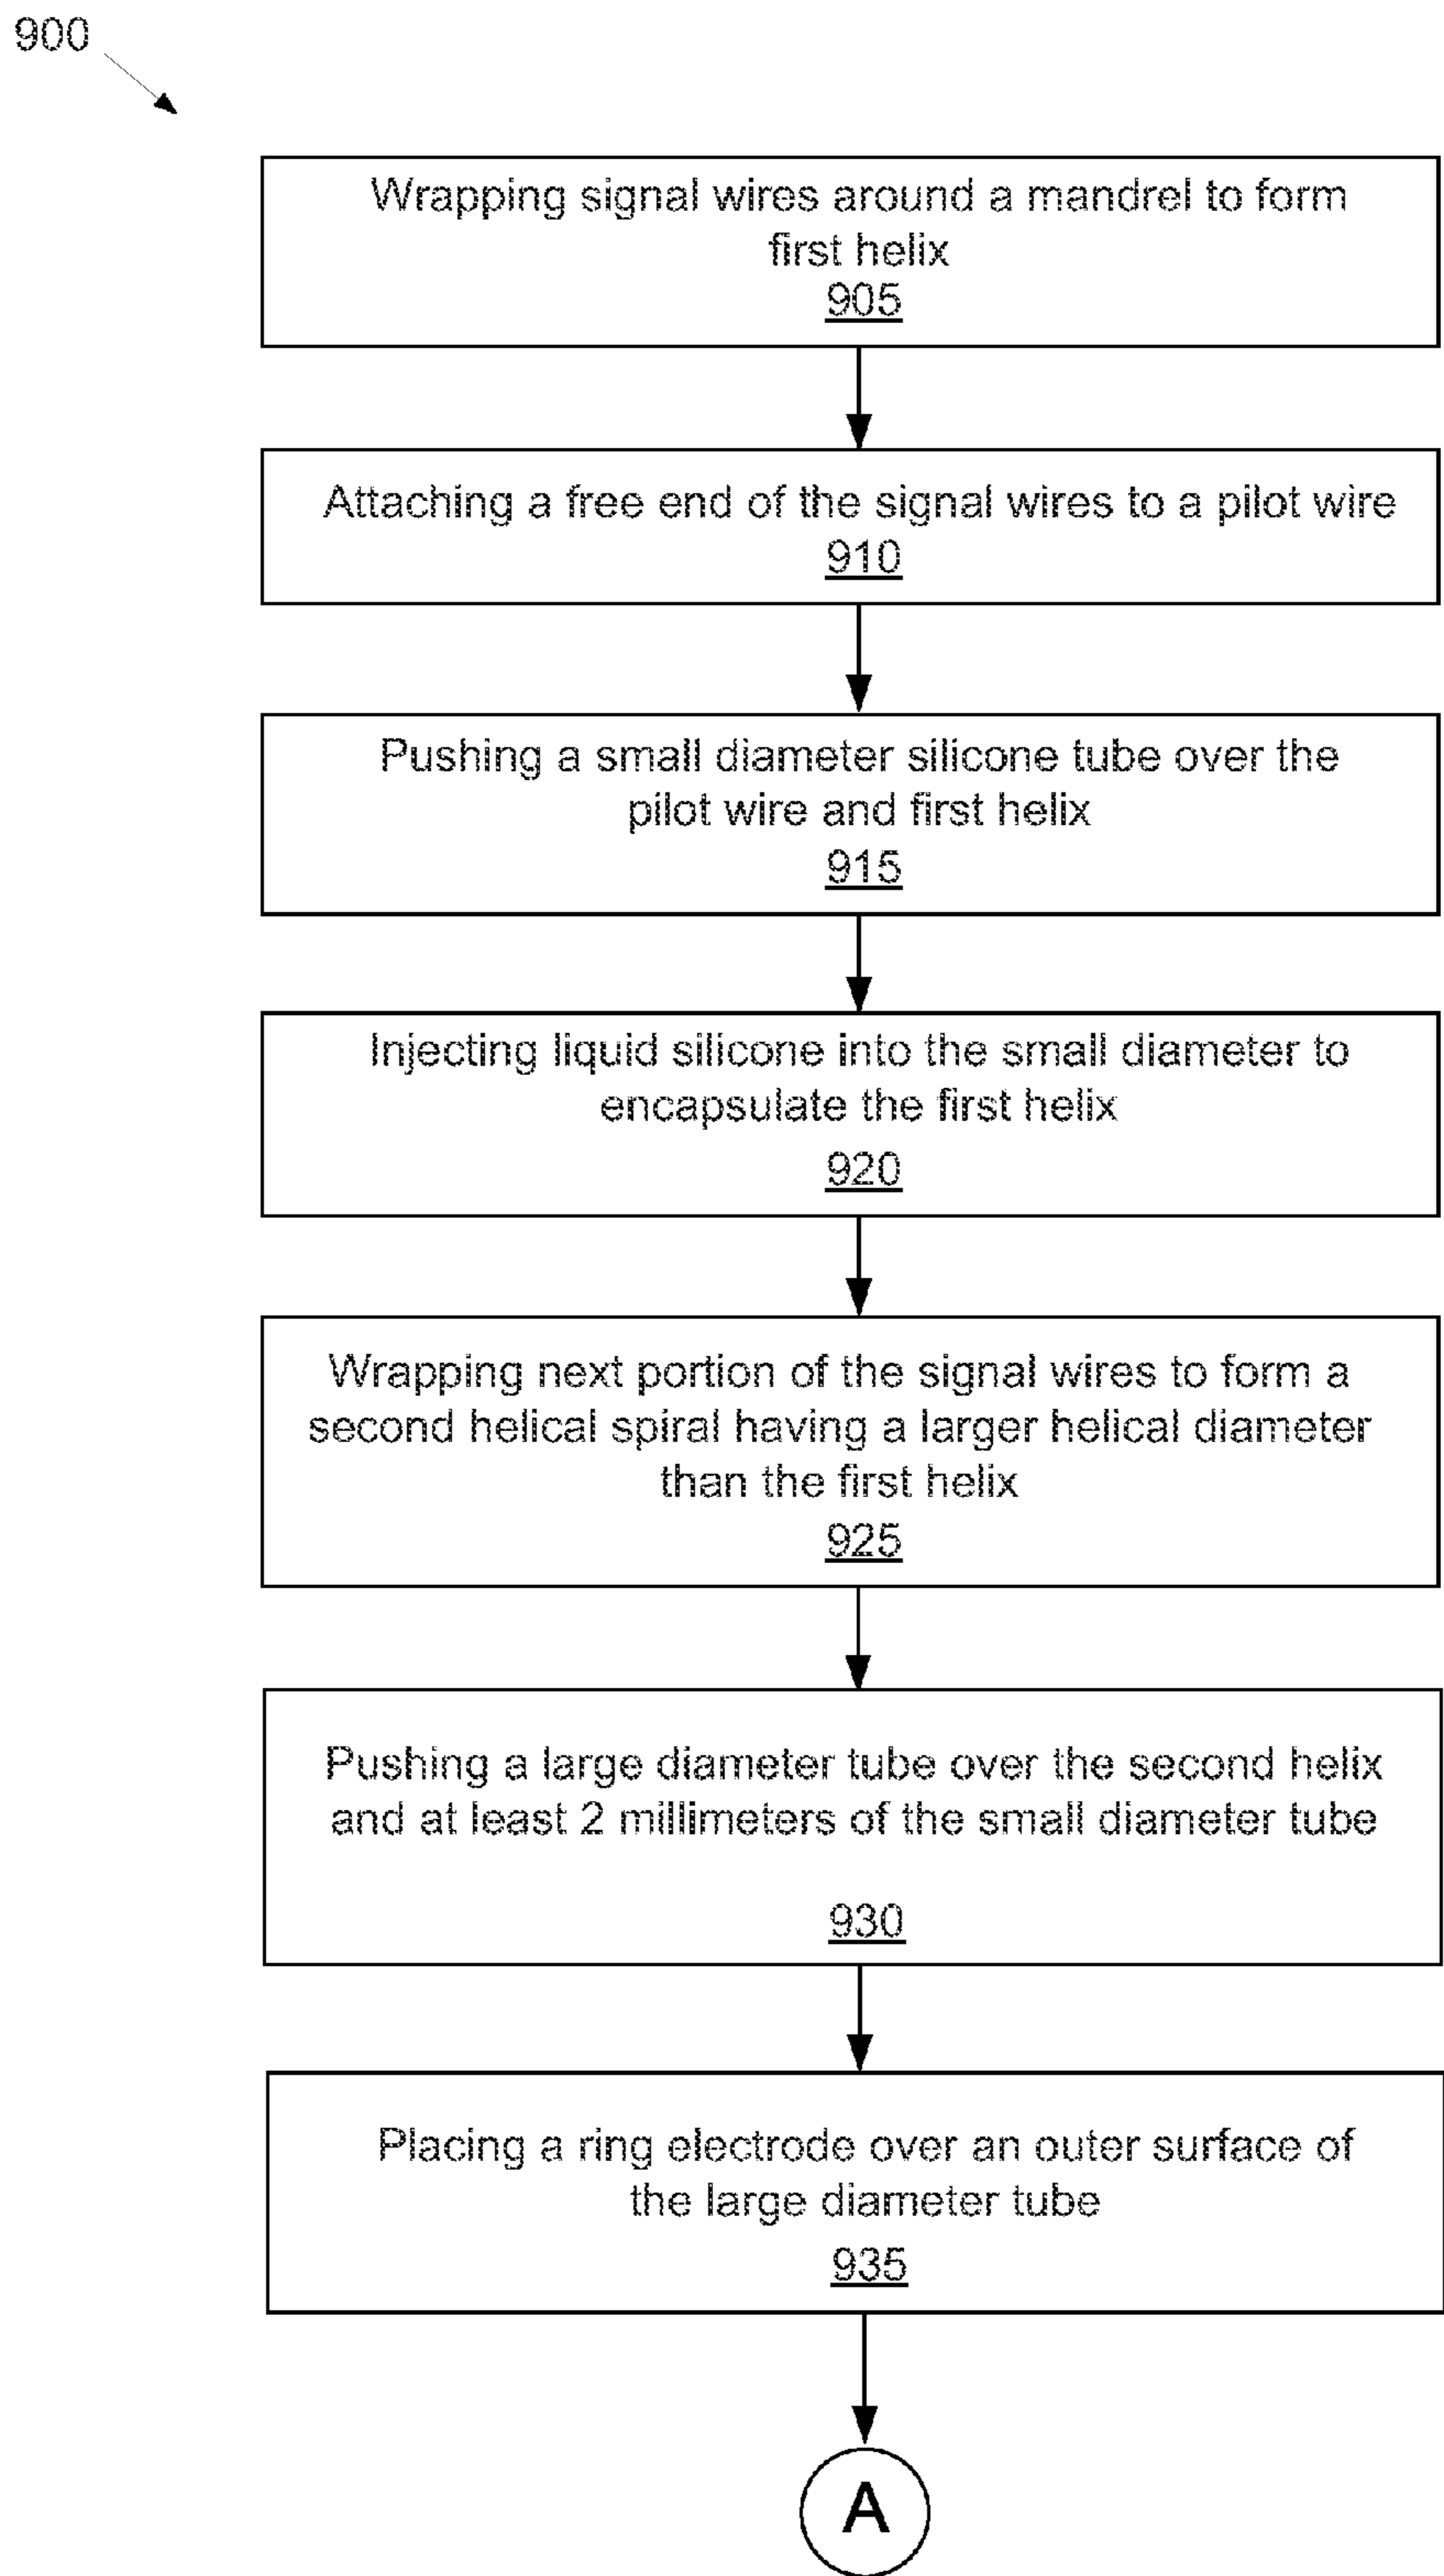 900
Wrapping signal wires around a mandrel to form
first helix
905
Attaching a free end of the signal wires to a pilot wire
910
Pushing a small diameter silicone tube over the
pilot wire and first helix
915
Injecting liquid silicone into the small diameter to
encapsulate the first helix
920
Wrapping next portion of the signal wires to form a
second helical spiral having a larger helical diameter
than the first helix
925
Pushing a large diameter tube over the second helix
and at least 2 millimeters of the small diameter tube
930
Placing a ring electrode over an outer surface of
the large diameter tube
935
A